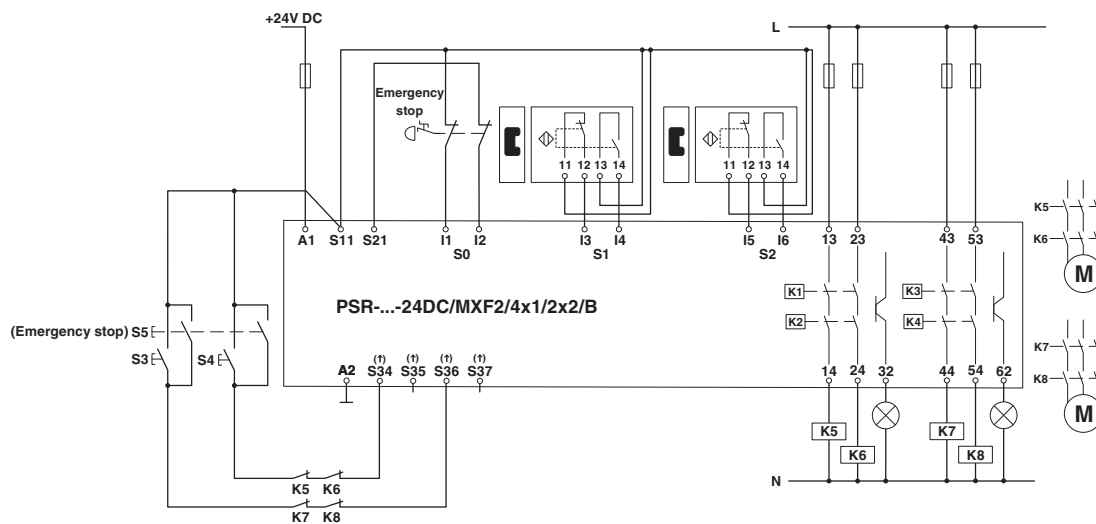 +24V DC
L
Emergency
stop
11 12 13 14
11 12 13 14
K5
K6
M
A1 S11 S21 I1 I2 I3 I4 I5 I6 13 23 43 53
S0 S1 S2
PSR-...-24DC/MXF2/4x1/2x2/B
K1 K3
K2 K4
(Emergency stop) S5
S3 S4
K7
K8
M
(↑) (↑) (↑) (↑)
A2 S34 S35 S36 S37 14 24 32 44 54 62
K5 K7
K6 K8
K5 K6
N
K7 K8